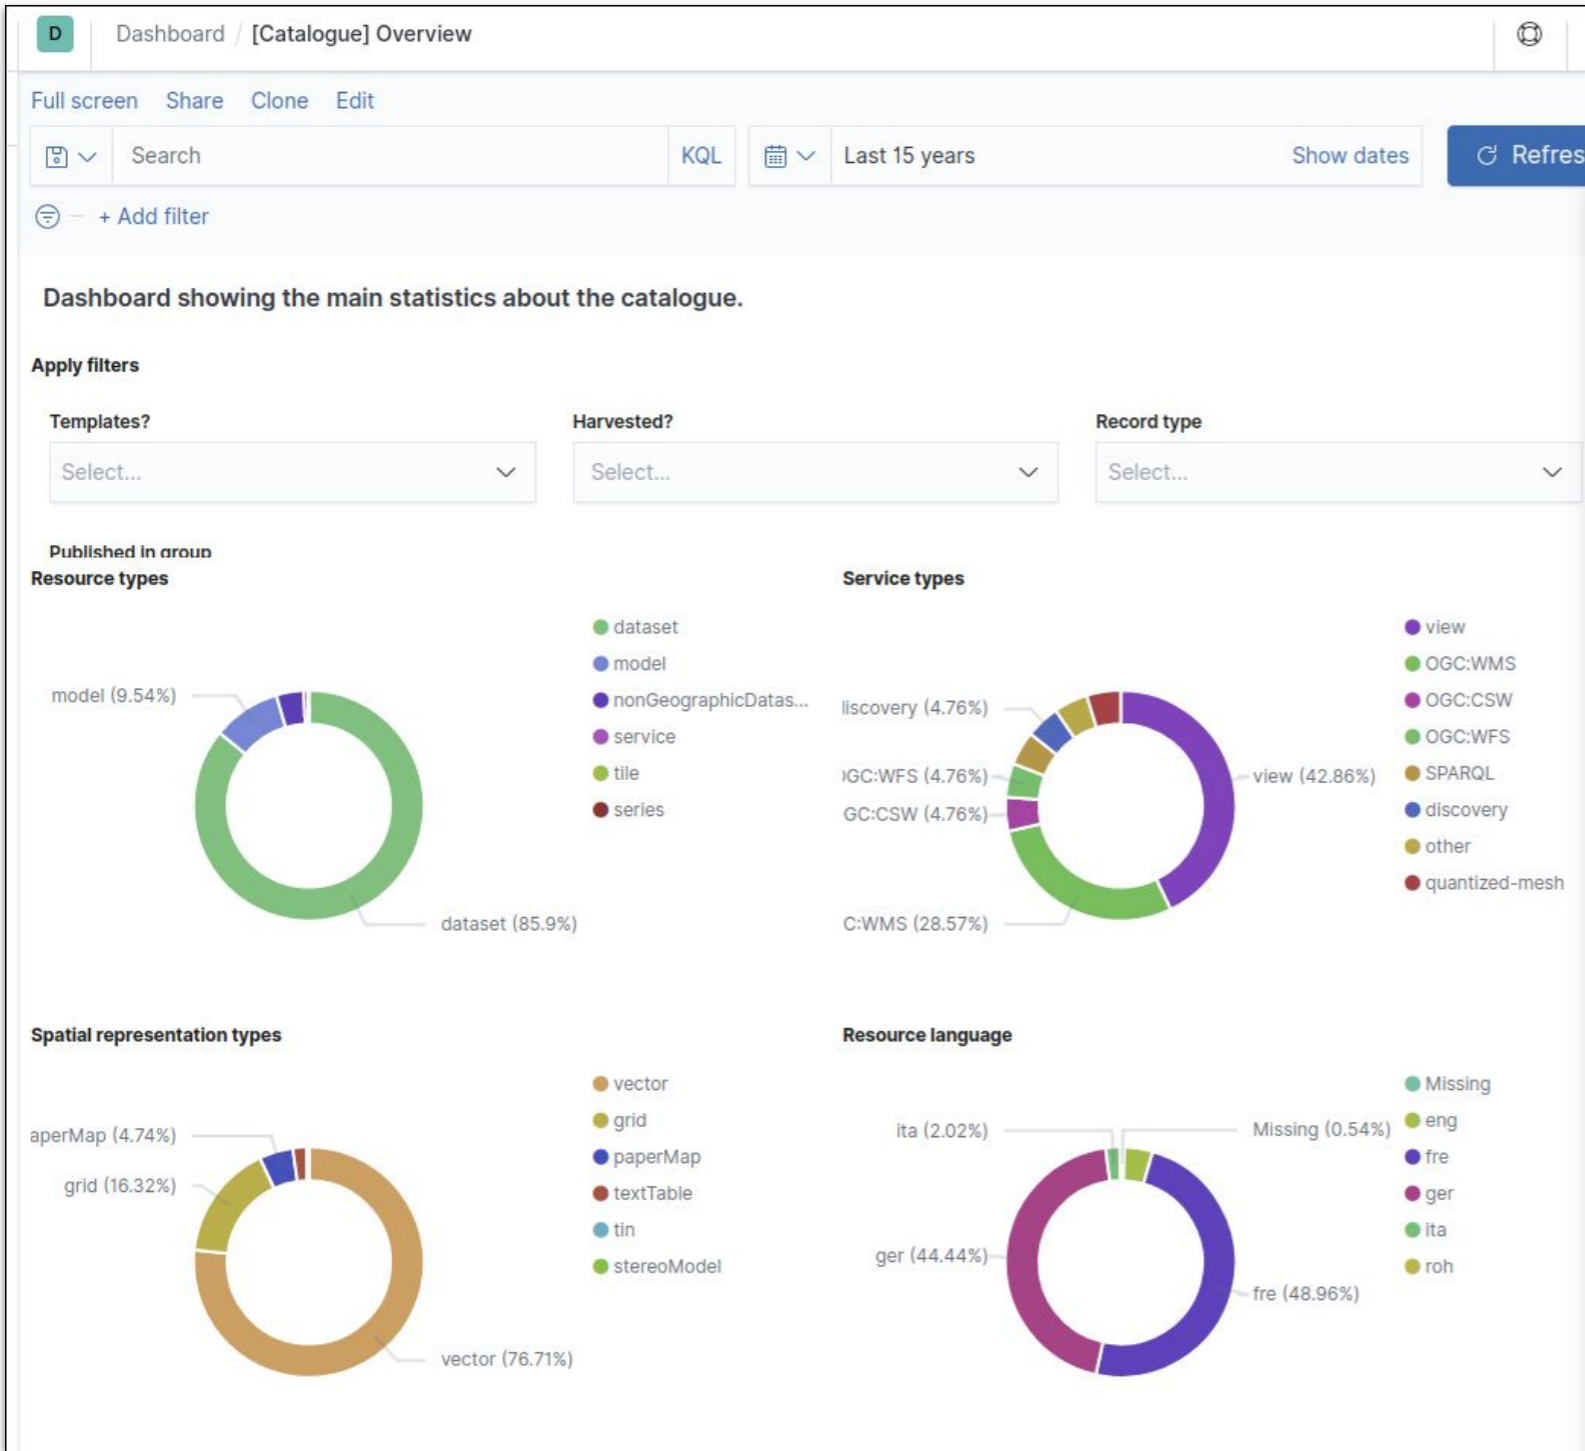 D Dashboard / [Catalogue] Overview
Full screen Share Clone Edit
Search KQL Last 15 years Show dates Refres
+ Add filter
Dashboard showing the main statistics about the catalogue.
Apply filters
Templates? Harvested? Record type
Select... Select... Select...
Published in group
Resource types
dataset
model
nonGeographicDatas...
service
tile
series
model (9.54%)
dataset (85.9%)
Service types
view
OGC:WMS
OGC:CSW
OGC:WFS
SPARQL
discovery
other
quantized-mesh
liscovery (4.76%)
OGC:WFS (4.76%)
GC:CSW (4.76%)
view (42.86%)
C:WMS (28.57%)
Spatial representation types
vector
grid
paperMap
textTable
tin
stereoModel
aperMap (4.74%)
grid (16.32%)
vector (76.71%)
Resource language
Missing
eng
fre
ger
ita
roh
ita (2.02%)
Missing (0.54%)
ger (44.44%)
fre (48.96%)